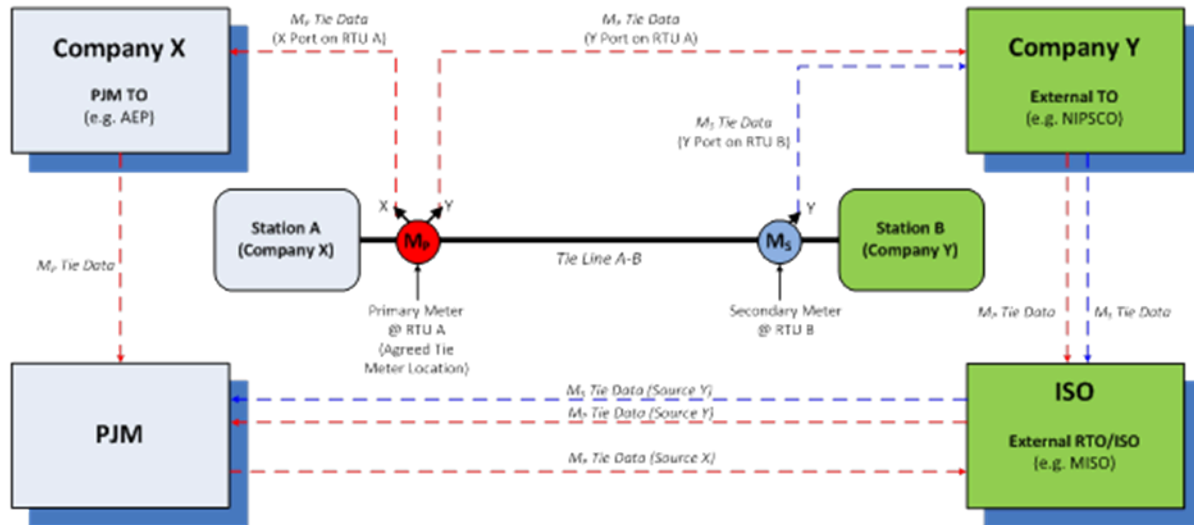 Company X
PJM TO
(e.g. AEP)
Mₚ Tie Data
(X Port on RTU A)
Mₚ Tie Data
(Y Port on RTU A)
Company Y
External TO
(e.g. NIPSCO)
Mₛ Tie Data
(Y Port on RTU B)
Station A
(Company X)
X
Y
Mₚ
Tie Line A-B
Y
Mₛ
Station B
(Company Y)
Mₚ Tie Data
Primary Meter
@ RTU A
(Agreed Tie
Meter Location)
Secondary Meter
@ RTU B
Mₚ Tie Data
Mₛ Tie Data
PJM
Mₛ Tie Data (Source Y)
Mₚ Tie Data (Source Y)
Mₚ Tie Data (Source X)
ISO
External RTO/ISO
(e.g. MISO)